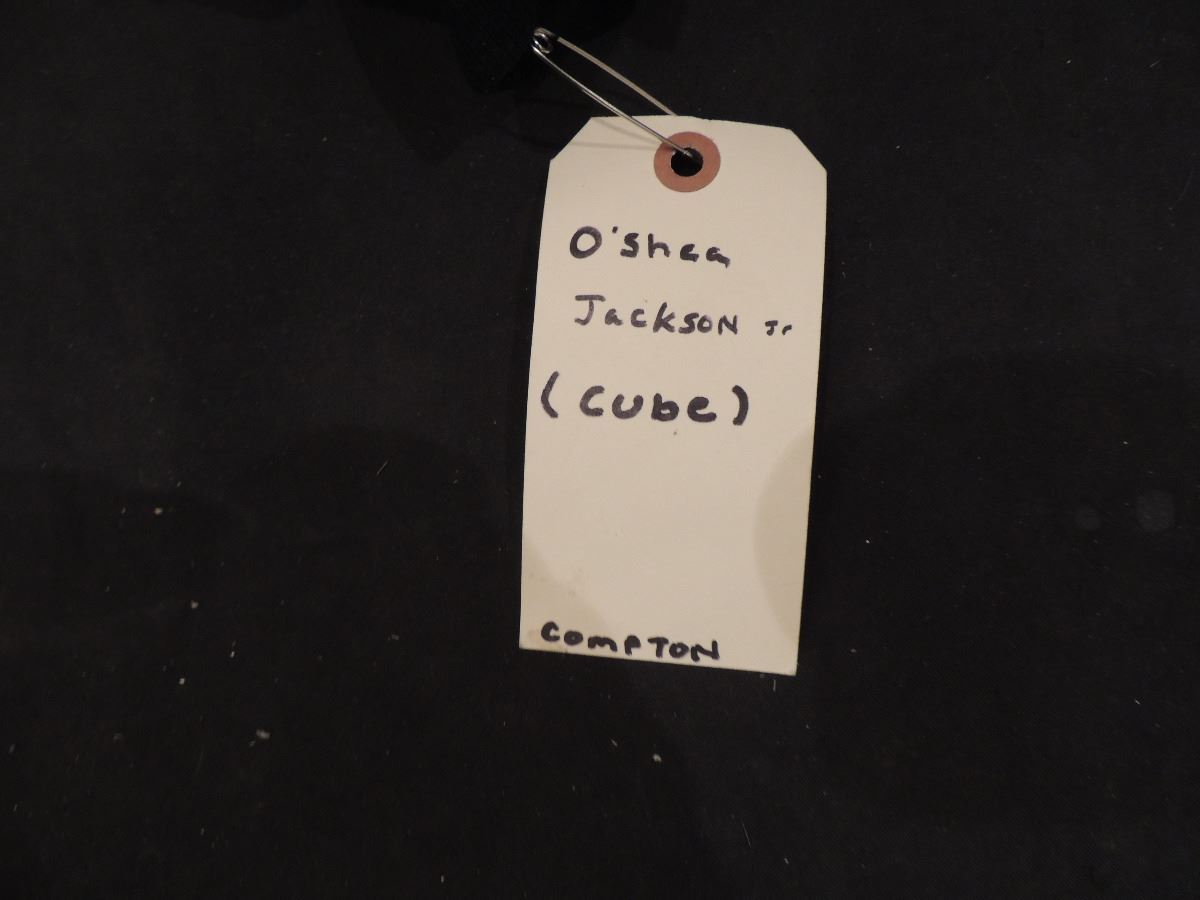 O'shea
Jackson Jr
(Cube)
COMPTON